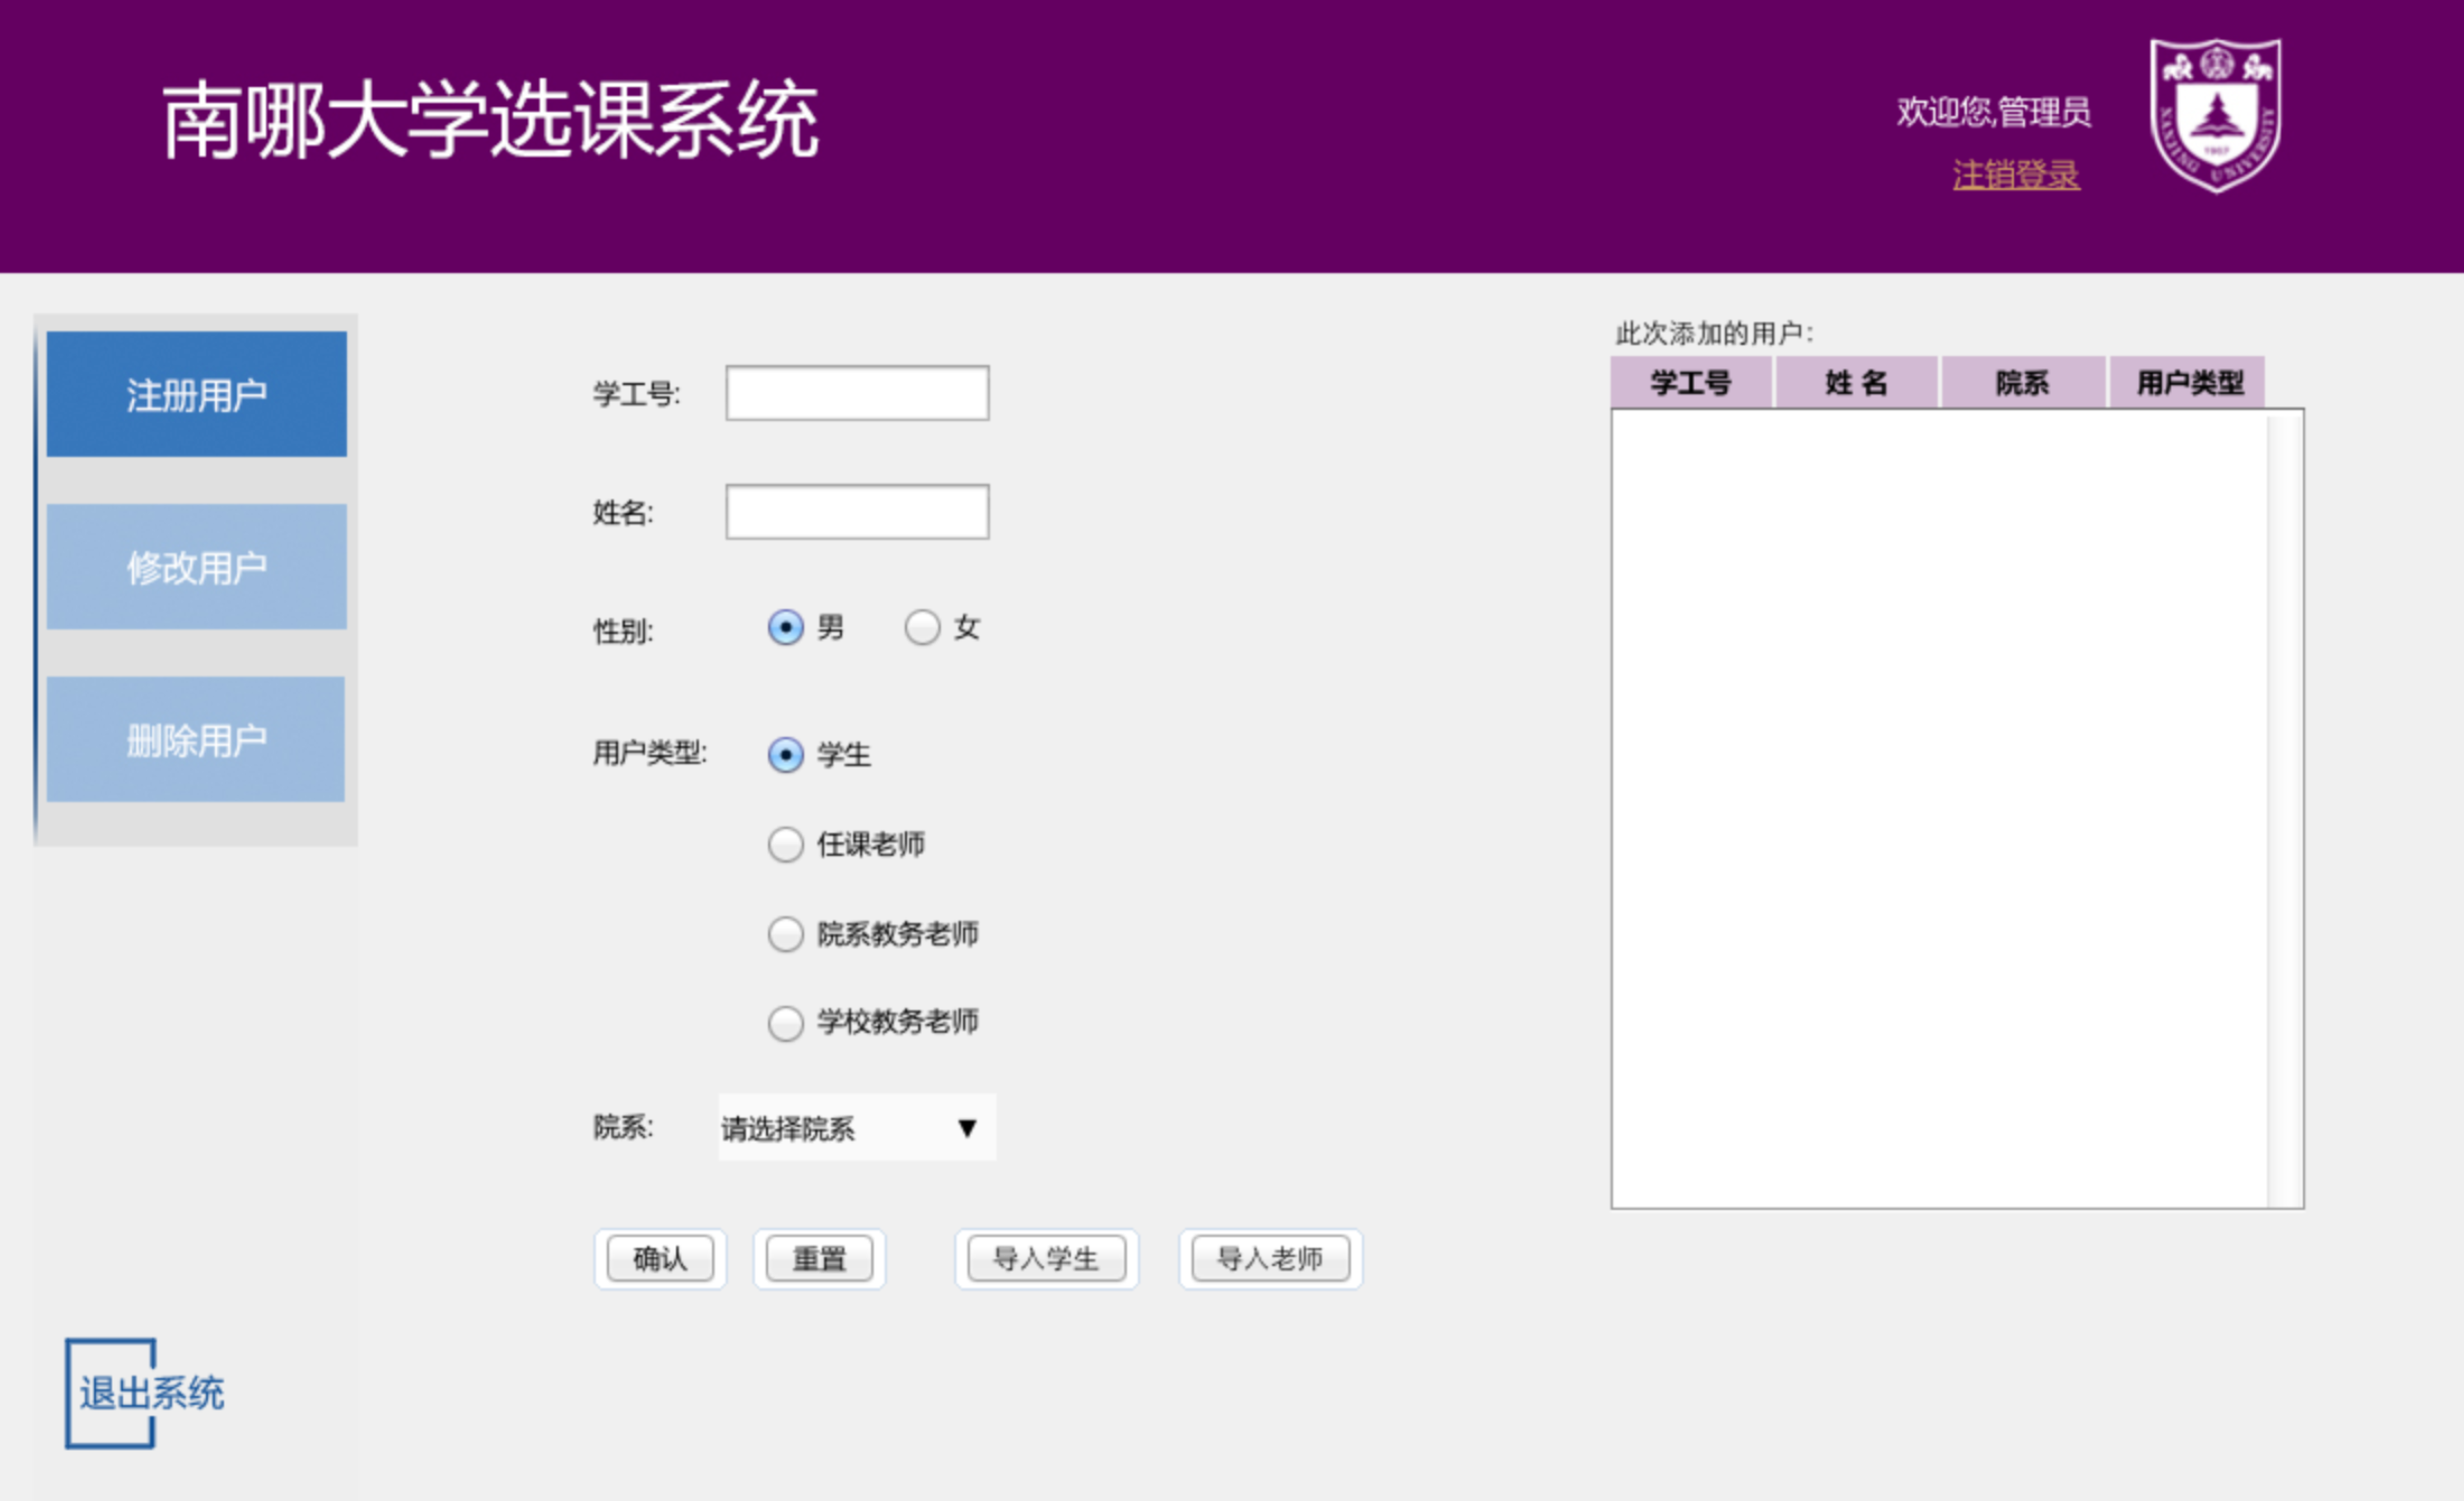 南哪大学选课系统
欢迎您,管理员
注销登录
NANJING UNIVERSITY
1902
注册用户
修改用户
删除用户
退出系统
学工号:
姓名:
性别:
男
女
用户类型:
学生
任课老师
院系教务老师
学校教务老师
院系:
请选择院系 ▼
确认
重置
导入学生
导入老师
此次添加的用户:
学工号
姓 名
院系
用户类型